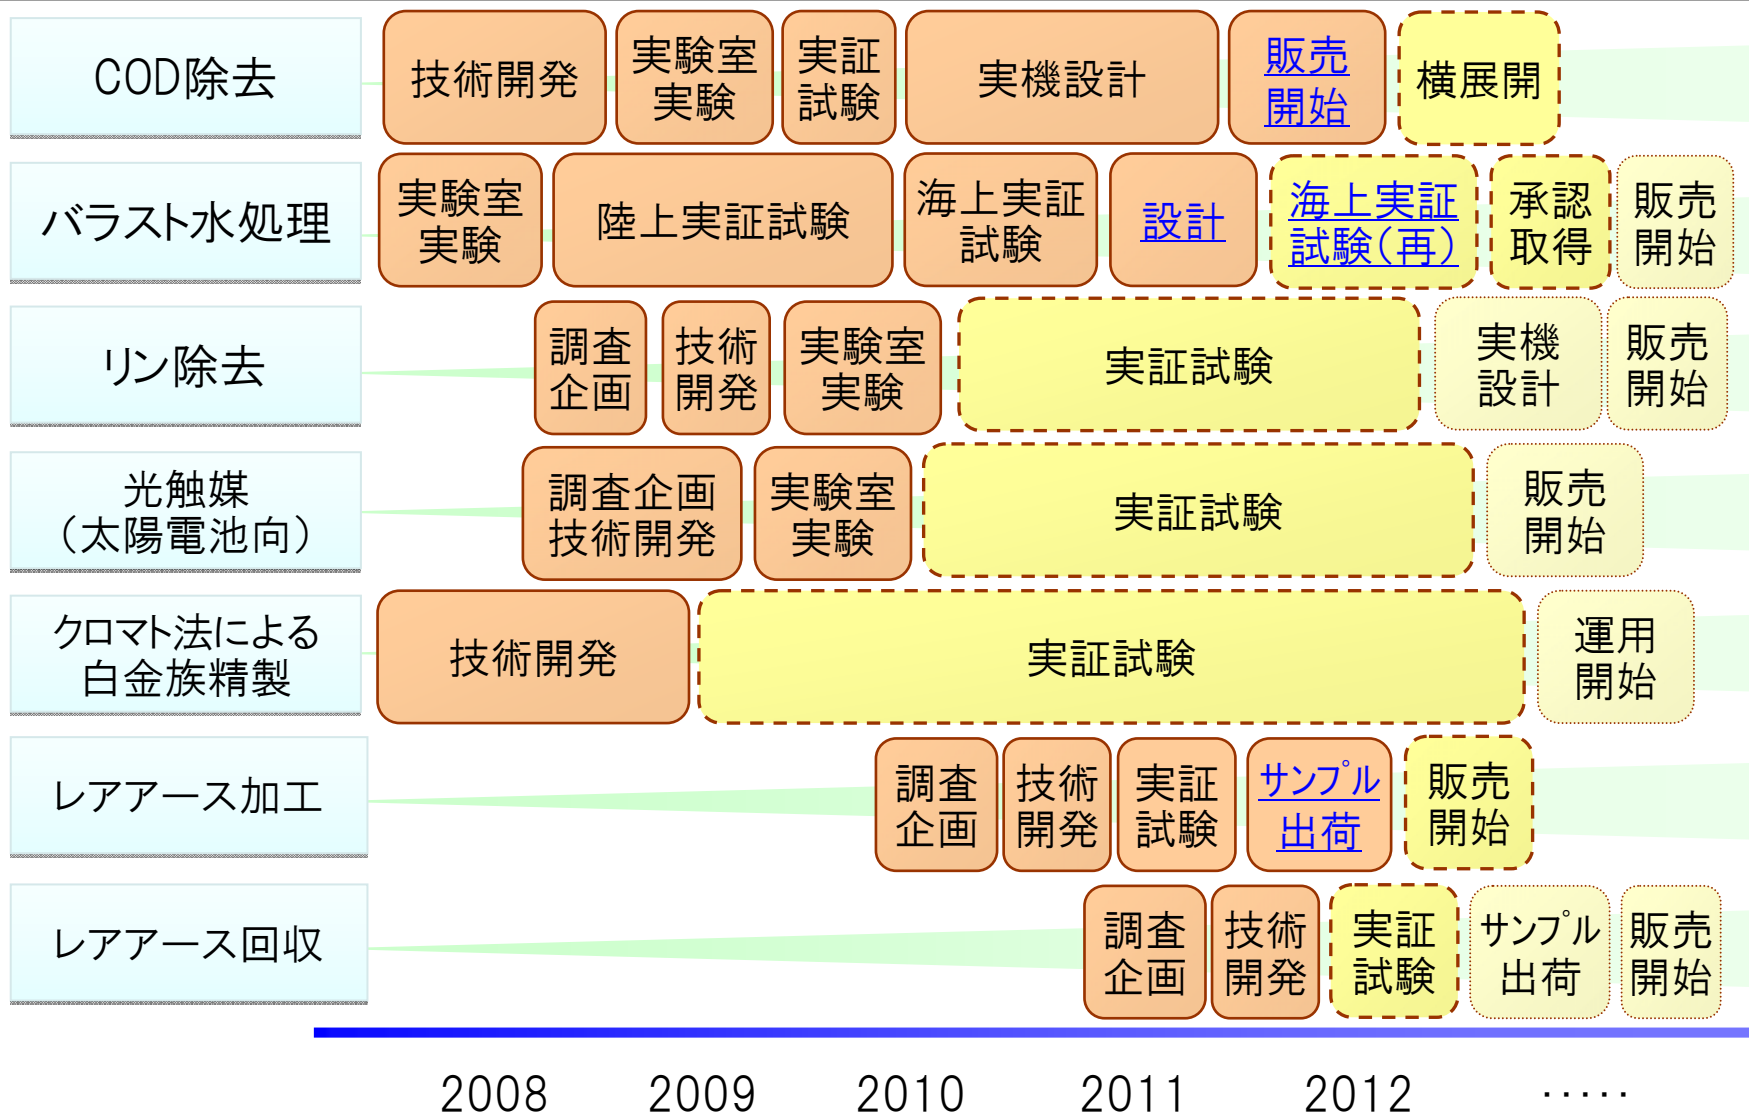 COD除去
技術開発
実験室
実験
実証
試験
実機設計
販売
開始
横展開
バラスト水処理
実験室
実験
陸上実証試験
海上実証
試験
設計
海上実証
試験(再)
承認
取得
販売
開始
リン除去
調査
企画
技術
開発
実験室
実験
実証試験
実機
設計
販売
開始
光触媒
（太陽電池向）
調査企画
技術開発
実験室
実験
実証試験
販売
開始
クロマト法による
白金族精製
技術開発
実証試験
運用
開始
レアアース加工
調査
企画
技術
開発
実証
試験
サンプル
出荷
販売
開始
レアアース回収
調査
企画
技術
開発
実証
試験
サンプル
出荷
販売
開始
2008 2009 2010 2011 2012 ·····